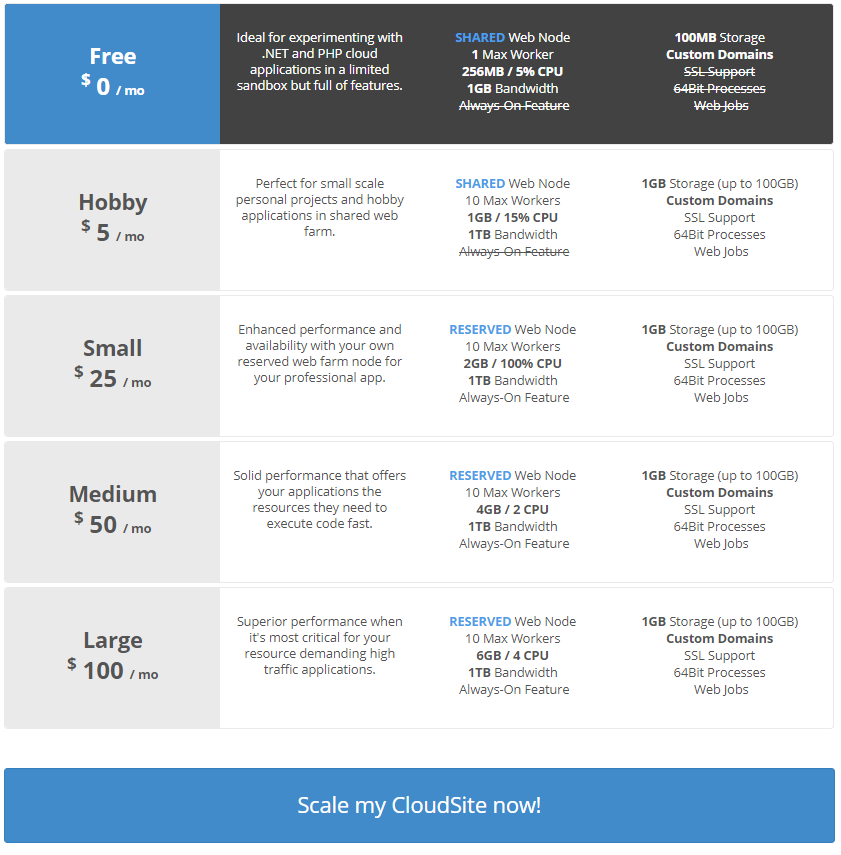 Free
$ 0 / mo
Ideal for experimenting with
.NET and PHP cloud
applications in a limited
sandbox but full of features.
SHARED Web Node
1 Max Worker
256MB / 5% CPU
1GB Bandwidth
Always-On Feature
100MB Storage
Custom Domains
SSL Support
64Bit Processes
Web Jobs
Hobby
$ 5 / mo
Perfect for small scale
personal projects and hobby
applications in shared web
farm.
SHARED Web Node
10 Max Workers
1GB / 15% CPU
1TB Bandwidth
Always-On Feature
1GB Storage (up to 100GB)
Custom Domains
SSL Support
64Bit Processes
Web Jobs
Small
$ 25 / mo
Enhanced performance and
availability with your own
reserved web farm node for
your professional app.
RESERVED Web Node
10 Max Workers
2GB / 100% CPU
1TB Bandwidth
Always-On Feature
1GB Storage (up to 100GB)
Custom Domains
SSL Support
64Bit Processes
Web Jobs
Medium
$ 50 / mo
Solid performance that offers
your applications the
resources they need to
execute code fast.
RESERVED Web Node
10 Max Workers
4GB / 2 CPU
1TB Bandwidth
Always-On Feature
1GB Storage (up to 100GB)
Custom Domains
SSL Support
64Bit Processes
Web Jobs
Large
$ 100 / mo
Superior performance when
it's most critical for your
resource demanding high
traffic applications.
RESERVED Web Node
10 Max Workers
6GB / 4 CPU
1TB Bandwidth
Always-On Feature
1GB Storage (up to 100GB)
Custom Domains
SSL Support
64Bit Processes
Web Jobs
Scale my CloudSite now!